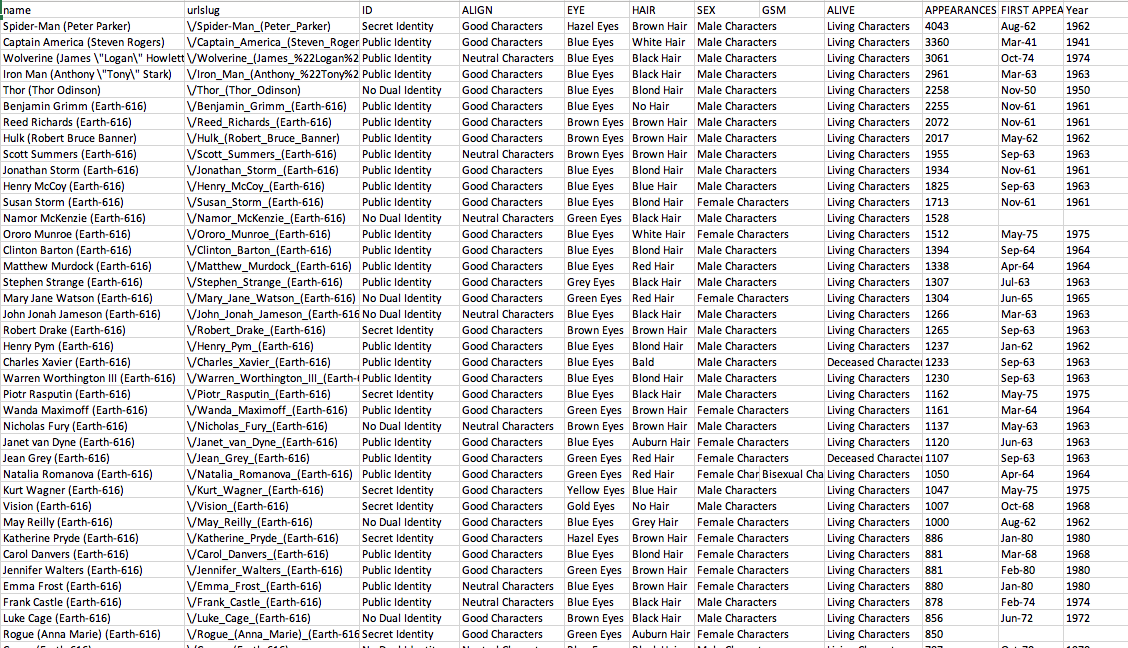 name urlslug ID ALIGN EYE HAIR SEX GSM ALIVE APPEARANCES FIRST APPEA Year
Spider-Man (Peter Parker) \/Spider-Man_(Peter_Parker) Secret Identity Good Characters Hazel Eyes Brown Hair Male Characters Living Characters 4043 Aug-62 1962
Captain America (Steven Rogers) \/Captain_America_(Steven_Roger Public Identity Good Characters Blue Eyes White Hair Male Characters Living Characters 3360 Mar-41 1941
Wolverine (James \"Logan\" Howlett \/Wolverine_(James_%22Logan%2 Public Identity Neutral Characters Blue Eyes Black Hair Male Characters Living Characters 3061 Oct-74 1974
Iron Man (Anthony \"Tony\" Stark) \/Iron_Man_(Anthony_%22Tony%2 Public Identity Good Characters Blue Eyes Black Hair Male Characters Living Characters 2961 Mar-63 1963
Thor (Thor Odinson) \/Thor_(Thor_Odinson) No Dual Identity Good Characters Blue Eyes Blond Hair Male Characters Living Characters 2258 Nov-50 1950
Benjamin Grimm (Earth-616) \/Benjamin_Grimm_(Earth-616) Public Identity Good Characters Blue Eyes No Hair Male Characters Living Characters 2255 Nov-61 1961
Reed Richards (Earth-616) \/Reed_Richards_(Earth-616) Public Identity Good Characters Brown Eyes Brown Hair Male Characters Living Characters 2072 Nov-61 1961
Hulk (Robert Bruce Banner) \/Hulk_(Robert_Bruce_Banner) Public Identity Good Characters Brown Eyes Brown Hair Male Characters Living Characters 2017 May-62 1962
Scott Summers (Earth-616) \/Scott_Summers_(Earth-616) Public Identity Neutral Characters Brown Eyes Brown Hair Male Characters Living Characters 1955 Sep-63 1963
Jonathan Storm (Earth-616) \/Jonathan_Storm_(Earth-616) Public Identity Good Characters Blue Eyes Blond Hair Male Characters Living Characters 1934 Nov-61 1961
Henry McCoy (Earth-616) \/Henry_McCoy_(Earth-616) Public Identity Good Characters Blue Eyes Blue Hair Male Characters Living Characters 1825 Sep-63 1963
Susan Storm (Earth-616) \/Susan_Storm_(Earth-616) Public Identity Good Characters Blue Eyes Blond Hair Female Characters Living Characters 1713 Nov-61 1961
Namor McKenzie (Earth-616) \/Namor_McKenzie_(Earth-616) No Dual Identity Neutral Characters Green Eyes Black Hair Male Characters Living Characters 1528
Ororo Munroe (Earth-616) \/Ororo_Munroe_(Earth-616) Public Identity Good Characters Blue Eyes White Hair Female Characters Living Characters 1512 May-75 1975
Clinton Barton (Earth-616) \/Clinton_Barton_(Earth-616) Public Identity Good Characters Blue Eyes Blond Hair Male Characters Living Characters 1394 Sep-64 1964
Matthew Murdock (Earth-616) \/Matthew_Murdock_(Earth-616) Public Identity Good Characters Blue Eyes Red Hair Male Characters Living Characters 1338 Apr-64 1964
Stephen Strange (Earth-616) \/Stephen_Strange_(Earth-616) Public Identity Good Characters Grey Eyes Black Hair Male Characters Living Characters 1307 Jul-63 1963
Mary Jane Watson (Earth-616) \/Mary_Jane_Watson_(Earth-616) No Dual Identity Good Characters Green Eyes Red Hair Female Characters Living Characters 1304 Jun-65 1965
John Jonah Jameson (Earth-616) \/John_Jonah_Jameson_(Earth-616 No Dual Identity Neutral Characters Blue Eyes Black Hair Male Characters Living Characters 1266 Mar-63 1963
Robert Drake (Earth-616) \/Robert_Drake_(Earth-616) Secret Identity Good Characters Brown Eyes Brown Hair Male Characters Living Characters 1265 Sep-63 1963
Henry Pym (Earth-616) \/Henry_Pym_(Earth-616) Public Identity Good Characters Blue Eyes Blond Hair Male Characters Living Characters 1237 Jan-62 1962
Charles Xavier (Earth-616) \/Charles_Xavier_(Earth-616) Public Identity Good Characters Blue Eyes Bald Male Characters Deceased Character 1233 Sep-63 1963
Warren Worthington III (Earth-616) \/Warren_Worthington_III_(Earth-( Public Identity Good Characters Blue Eyes Blond Hair Male Characters Living Characters 1230 Sep-63 1963
Piotr Rasputin (Earth-616) \/Piotr_Rasputin_(Earth-616) Secret Identity Good Characters Blue Eyes Black Hair Male Characters Living Characters 1162 May-75 1975
Wanda Maximoff (Earth-616) \/Wanda_Maximoff_(Earth-616) Public Identity Good Characters Green Eyes Brown Hair Female Characters Living Characters 1161 Mar-64 1964
Nicholas Fury (Earth-616) \/Nicholas_Fury_(Earth-616) No Dual Identity Neutral Characters Brown Eyes Brown Hair Male Characters Living Characters 1137 May-63 1963
Janet van Dyne (Earth-616) \/Janet_van_Dyne_(Earth-616) Public Identity Good Characters Blue Eyes Auburn Hair Female Characters Living Characters 1120 Jun-63 1963
Jean Grey (Earth-616) \/Jean_Grey_(Earth-616) Public Identity Good Characters Green Eyes Red Hair Female Characters Deceased Character 1107 Sep-63 1963
Natalia Romanova (Earth-616) \/Natalia_Romanova_(Earth-616) Public Identity Good Characters Green Eyes Red Hair Female Char Bisexual Cha Living Characters 1050 Apr-64 1964
Kurt Wagner (Earth-616) \/Kurt_Wagner_(Earth-616) Secret Identity Good Characters Yellow Eyes Blue Hair Male Characters Living Characters 1047 May-75 1975
Vision (Earth-616) \/Vision_(Earth-616) Secret Identity Good Characters Gold Eyes No Hair Male Characters Living Characters 1007 Oct-68 1968
May Reilly (Earth-616) \/May_Reilly_(Earth-616) No Dual Identity Good Characters Blue Eyes Grey Hair Female Characters Living Characters 1000 Aug-62 1962
Katherine Pryde (Earth-616) \/Katherine_Pryde_(Earth-616) Secret Identity Good Characters Hazel Eyes Brown Hair Female Characters Living Characters 886 Jan-80 1980
Carol Danvers (Earth-616) \/Carol_Danvers_(Earth-616) Public Identity Good Characters Blue Eyes Blond Hair Female Characters Living Characters 881 Mar-68 1968
Jennifer Walters (Earth-616) \/Jennifer_Walters_(Earth-616) Public Identity Good Characters Green Eyes Brown Hair Female Characters Living Characters 881 Feb-80 1980
Emma Frost (Earth-616) \/Emma_Frost_(Earth-616) Public Identity Neutral Characters Blue Eyes Brown Hair Female Characters Living Characters 880 Jan-80 1980
Frank Castle (Earth-616) \/Frank_Castle_(Earth-616) Public Identity Neutral Characters Blue Eyes Black Hair Male Characters Living Characters 878 Feb-74 1974
Luke Cage (Earth-616) \/Luke_Cage_(Earth-616) No Dual Identity Good Characters Brown Eyes Black Hair Male Characters Living Characters 856 Jun-72 1972
Rogue (Anna Marie) (Earth-616) \/Rogue_(Anna_Marie)_(Earth-616 Secret Identity Good Characters Green Eyes Auburn Hair Female Characters Living Characters 850